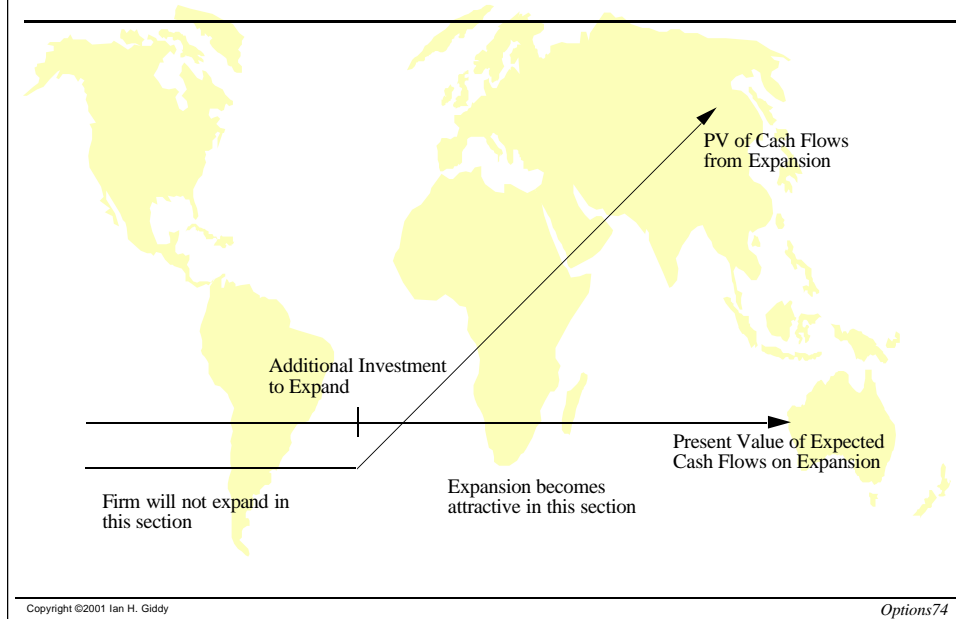 PV of Cash Flows
from Expansion
Additional Investment
to Expand
Present Value of Expected
Cash Flows on Expansion
Firm will not expand in
this section
Expansion becomes
attractive in this section
Copyright ©2001 Ian H. Giddy
Options74